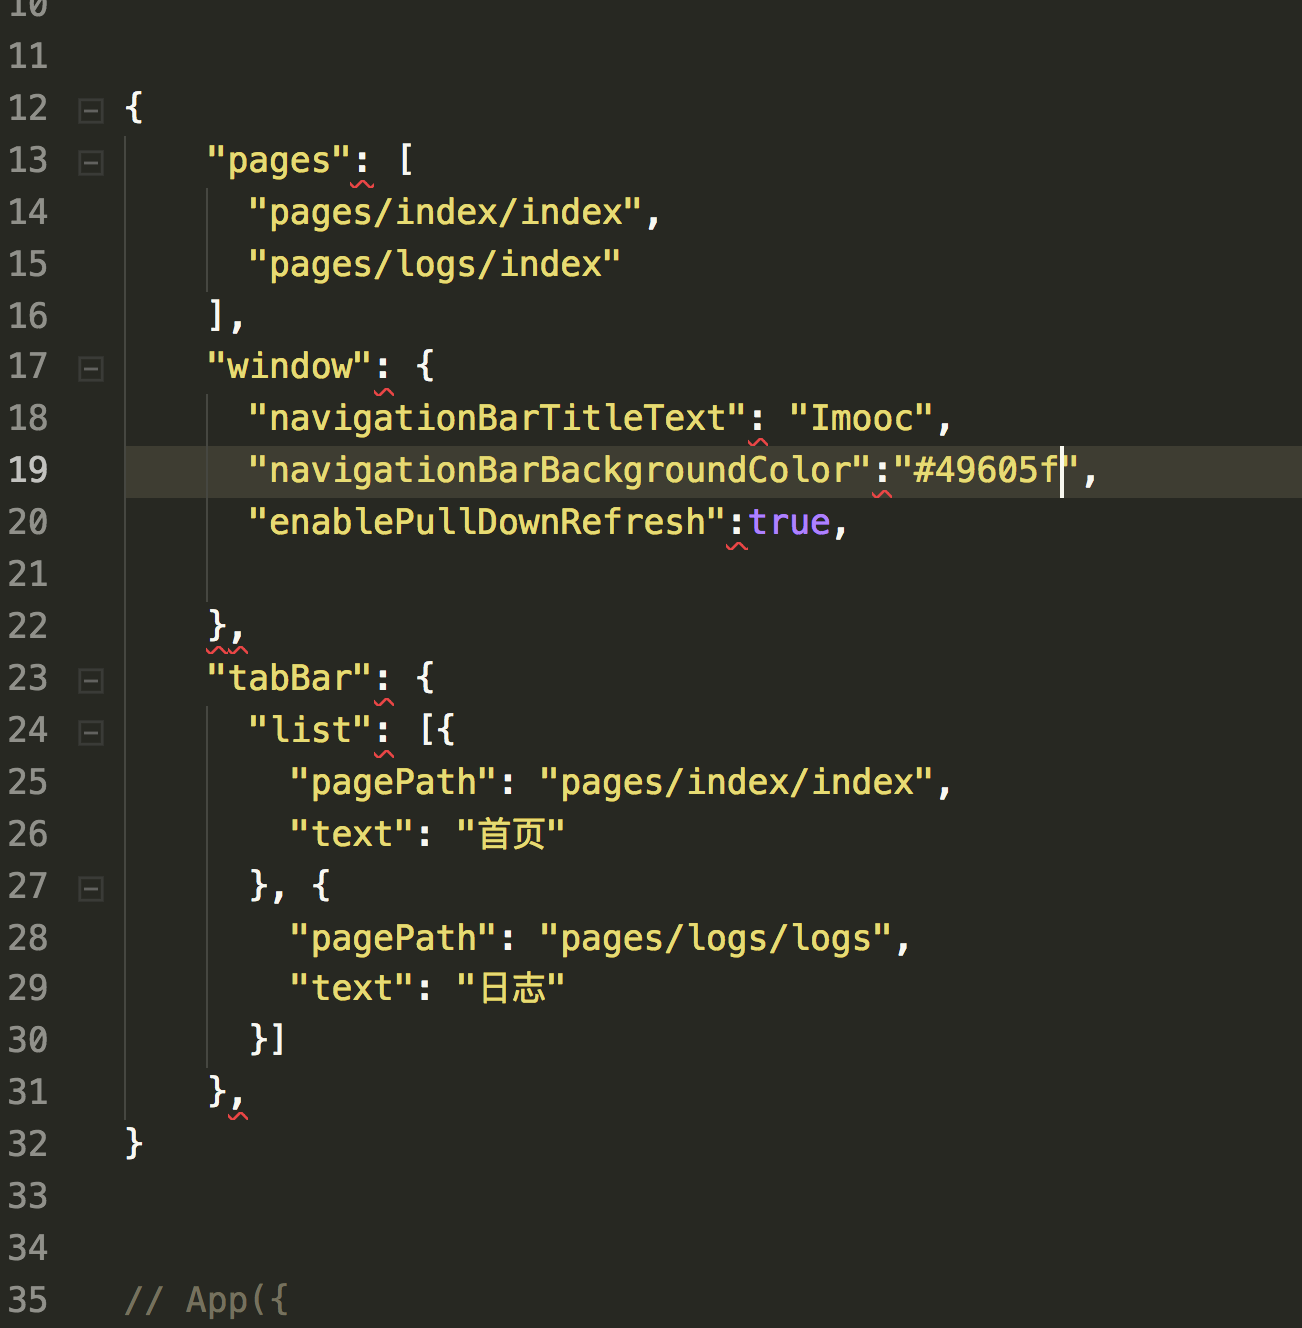 10
11
12 {
13 "pages": [
14 "pages/index/index",
15 "pages/logs/index"
16 ],
17 "window": {
18 "navigationBarTitleText": "Imooc",
19 "navigationBarBackgroundColor":"#49605f",
20 "enablePullDownRefresh":true,
21
22 },
23 "tabBar": {
24 "list": [{
25 "pagePath": "pages/index/index",
26 "text": "首页"
27 }, {
28 "pagePath": "pages/logs/logs",
29 "text": "日志"
30 }]
31 },
32 }
33
34
35 // App({